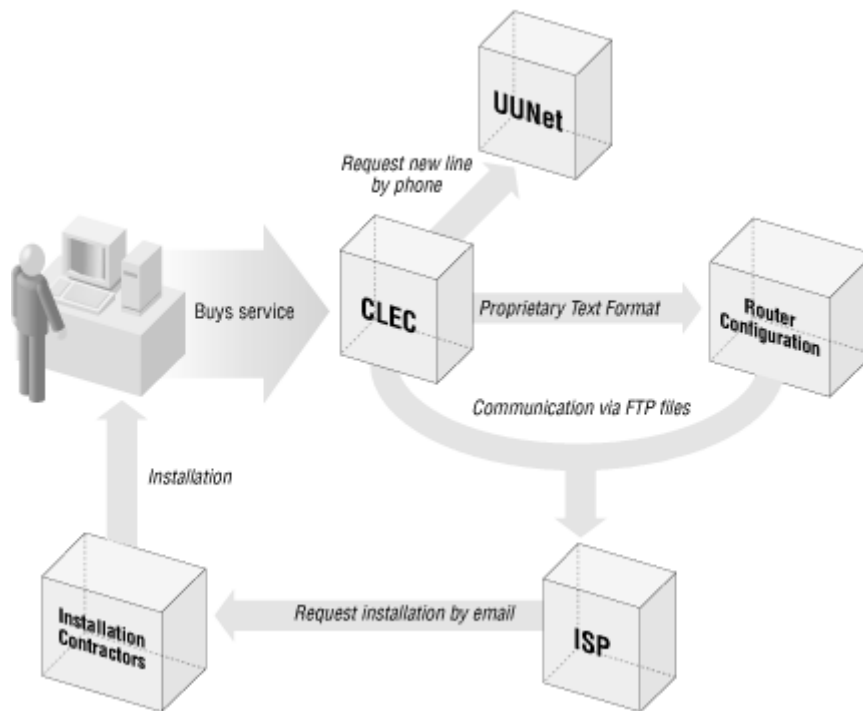 UUNet
Request new line
by phone
Buys service
CLEC
Proprietary Text Format
Router
Configuration
Communication via FTP files
Installation
Installation
Contractors
Request installation by email
ISP